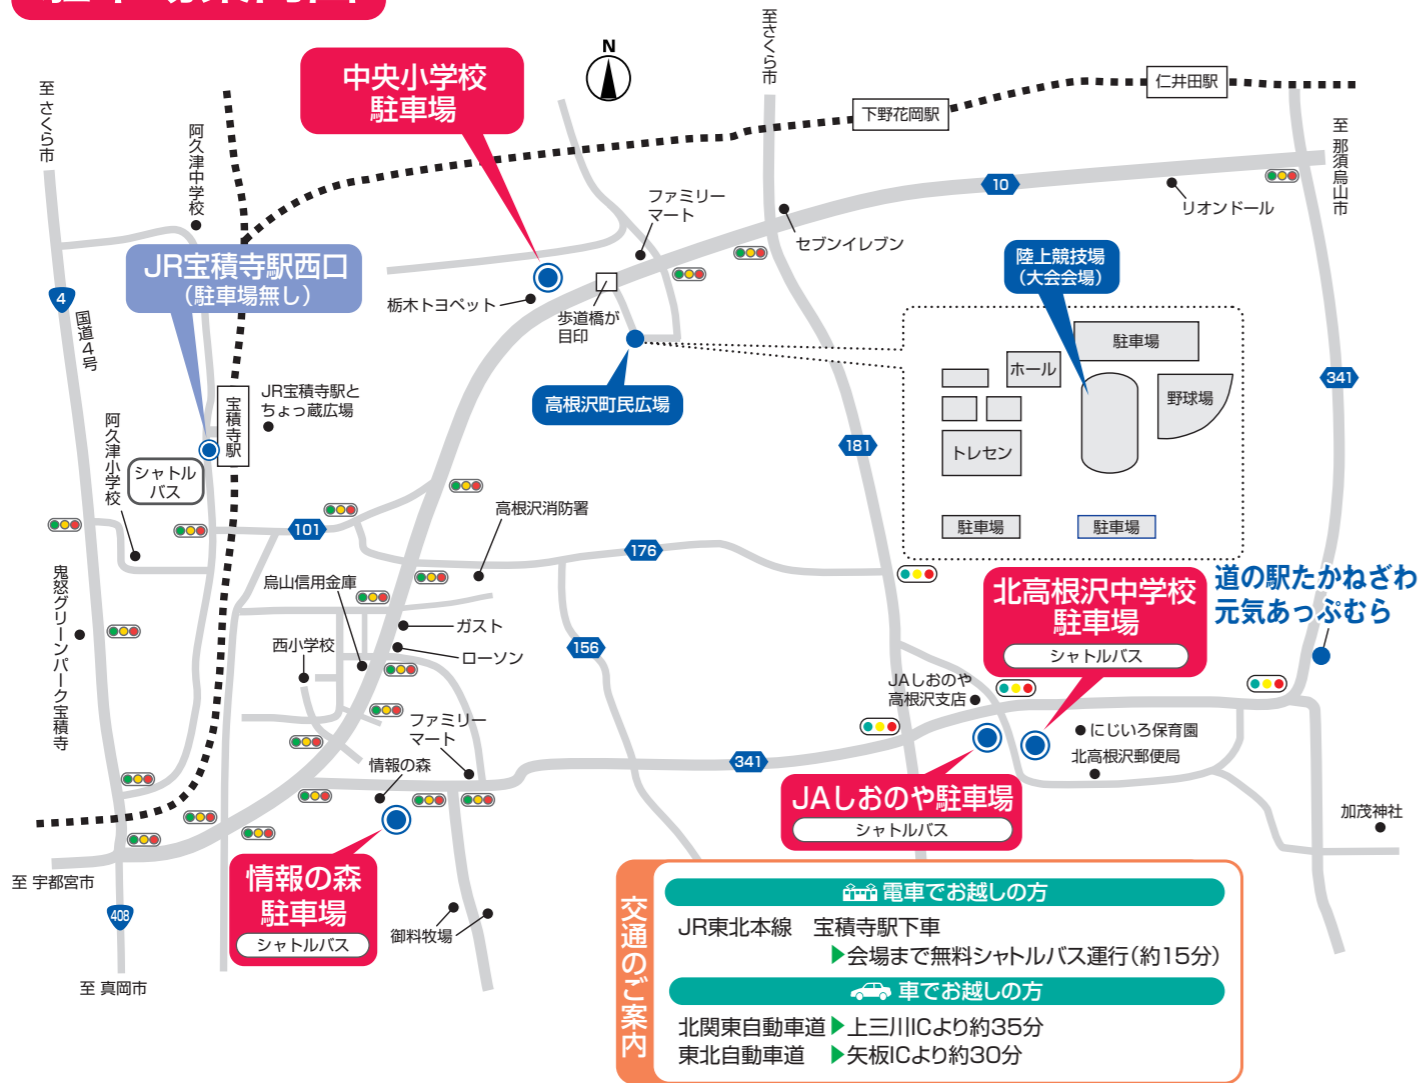 駐車場案内図
N
中央小学校
駐車場
至さくら市
至 さくら市
阿久津中学校
下野花岡駅
仁井田駅
至 那須烏山市
10
リオンドール
ファミリー
マート
セブンイレブン
JR宝積寺駅西口
(駐車場無し)
4
国道4号
栃木トヨペット
歩道橋が
目印
高根沢町民広場
陸上競技場
(大会会場)
駐車場
ホール
野球場
トレセン
駐車場
駐車場
341
181
宝積寺駅
JR宝積寺駅と
ちょっ蔵広場
阿久津小学校
シャトル
バス
101
高根沢消防署
176
鬼怒グリーンパーク宝積寺
烏山信用金庫
ガスト
西小学校
ローソン
156
北高根沢中学校
駐車場
シャトルバス
道の駅たかねざわ
元気あっぷむら
JAしおのや
高根沢支店
にじいろ保育園
北高根沢郵便局
ファミリー
マート
情報の森
341
JAしおのや駐車場
シャトルバス
加茂神社
至 宇都宮市
408
至 真岡市
情報の森
駐車場
シャトルバス
御料牧場
交通のご案内
電車でお越しの方
JR東北本線 宝積寺駅下車
▶会場まで無料シャトルバス運行(約15分)
車でお越しの方
北関東自動車道▶上三川ICより約35分
東北自動車道 ▶矢板ICより約30分